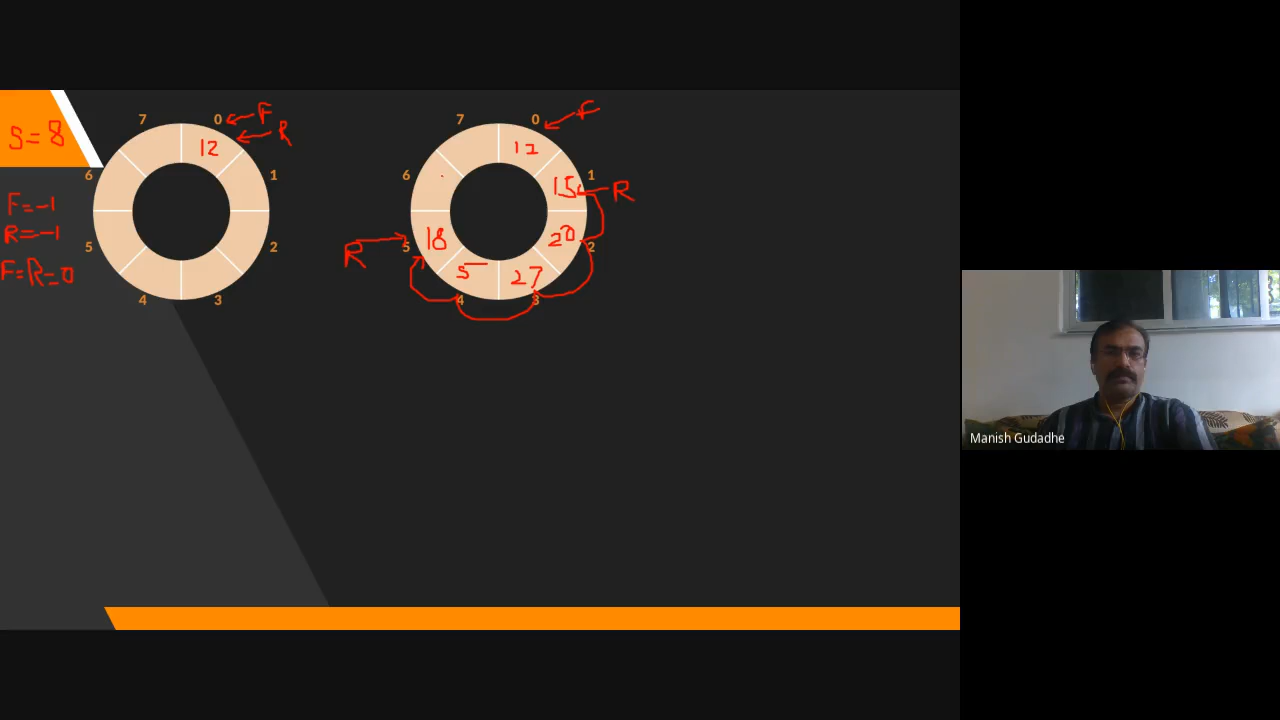 S=8
F=-1
R=-1
F=R=0
7 0 F
R
12
6 1
5 2
4 3
7 0 F
12
6 1
15 R
20
18
R 5 2
5 27
4 3
Manish Gudadhe